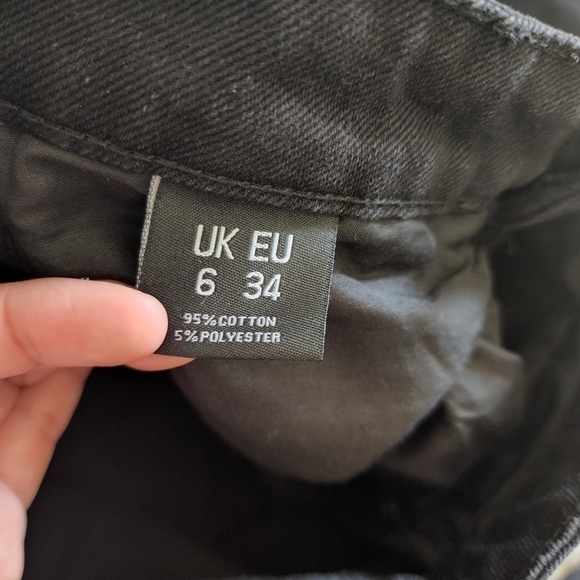 UK EU
6 34
95%COTTON
5%POLYESTER